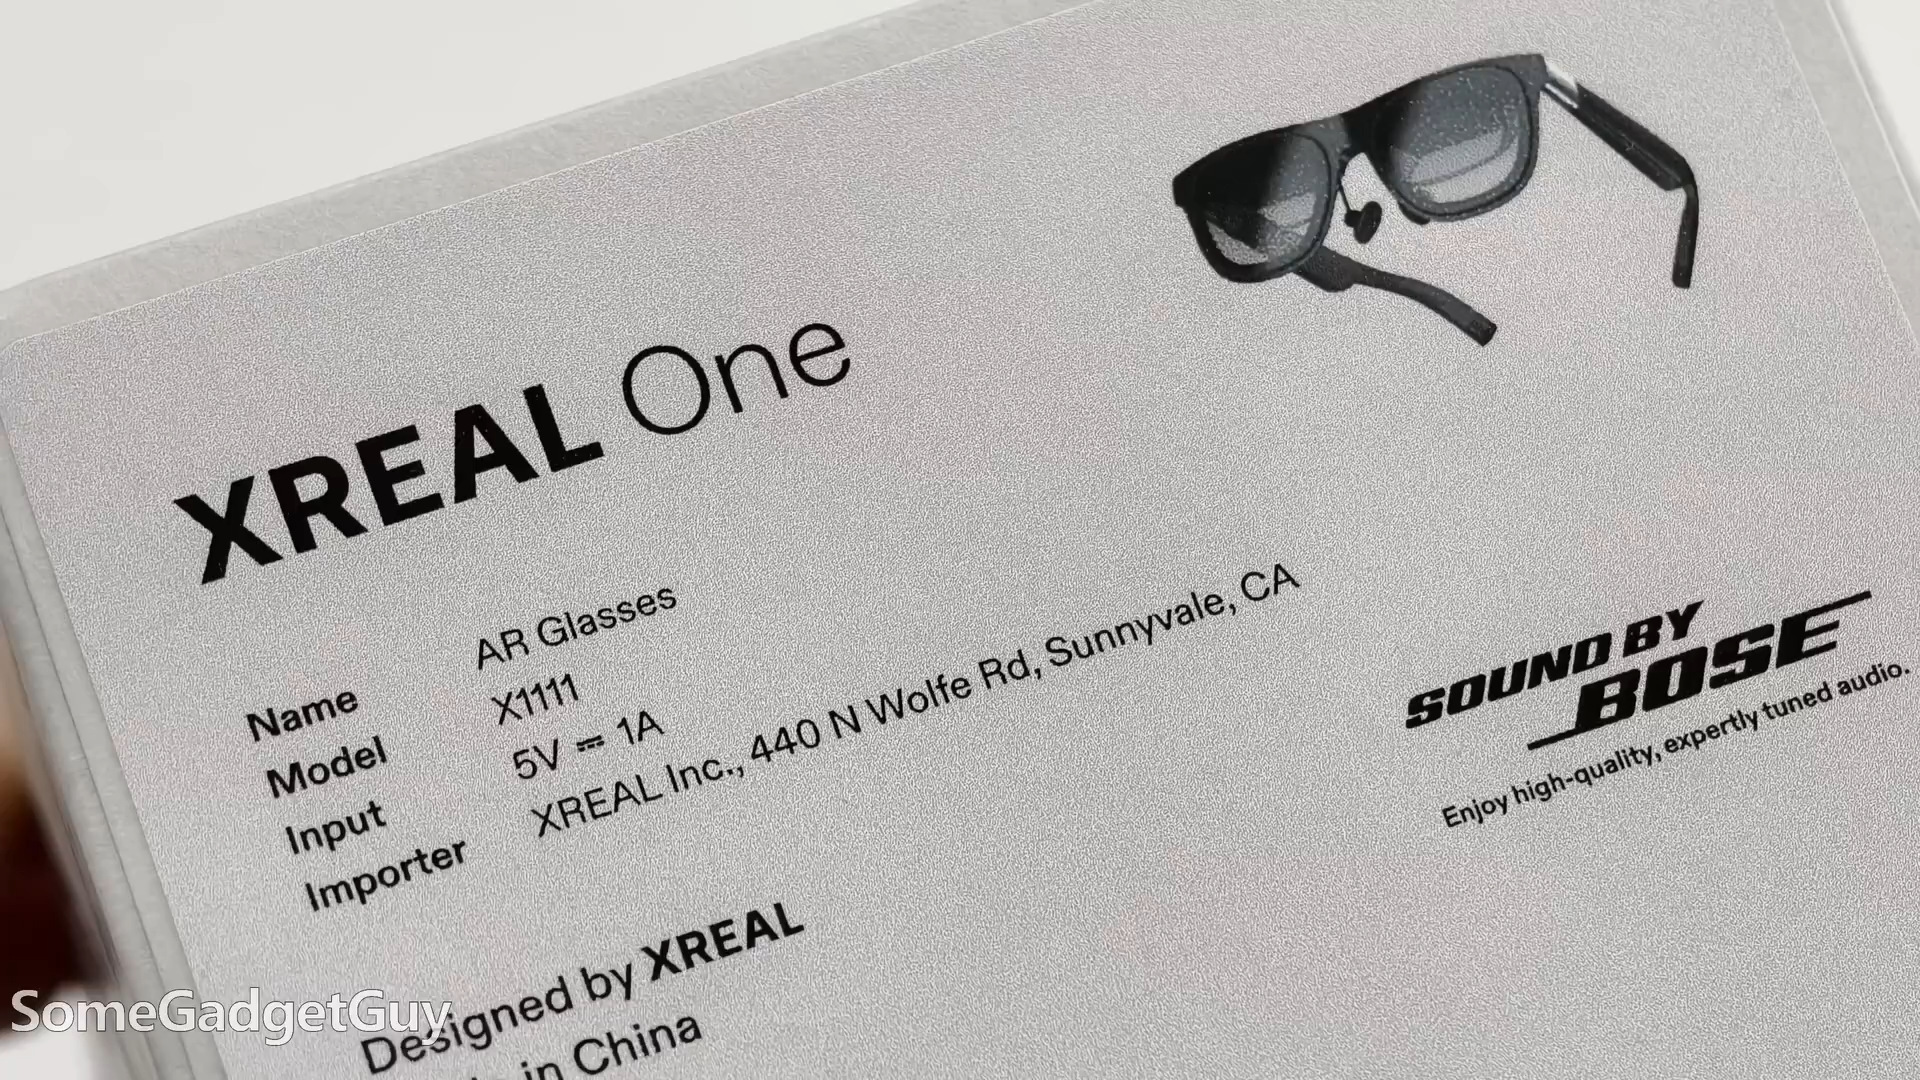 XREAL One
Name AR Glasses
Model X1111
Input 5V ⎓ 1A
Importer XREAL Inc., 440 N Wolfe Rd, Sunnyvale, CA
SOUND BY
BOSE
Enjoy high-quality, expertly tuned audio.
Designed by XREAL
in China
SomeGadgetGuy